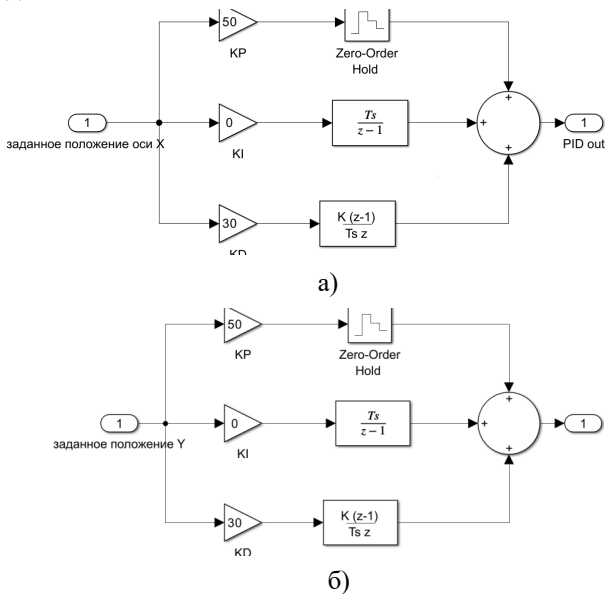 50
KP
Zero-Order
Hold
1
заданное положение оси X
0
KI
Ts
z − 1
+
+
+
1
PID out
30
KD
K (z-1)
Ts z
а)
50
KP
Zero-Order
Hold
1
заданное положение Y
0
KI
Ts
z − 1
+
+
+
1
30
KD
K (z-1)
Ts z
б)